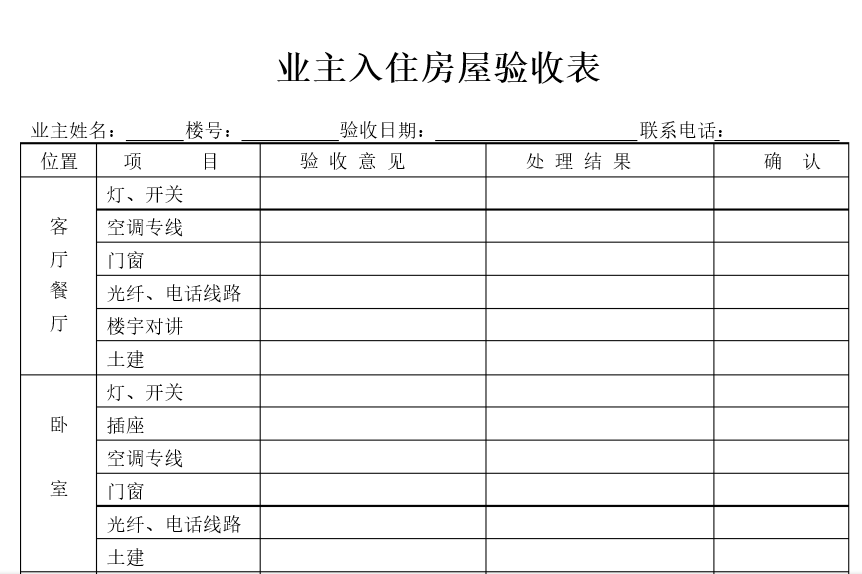 业主入住房屋验收表
业主姓名：______ 楼号：__________验收日期：_____________________联系电话：_____________
位置 项 目 验 收 意 见 处 理 结 果 确 认
客厅餐厅
灯、开关
空调专线
门窗
光纤、电话线路
楼宇对讲
土建
卧室
灯、开关
插座
空调专线
门窗
光纤、电话线路
土建